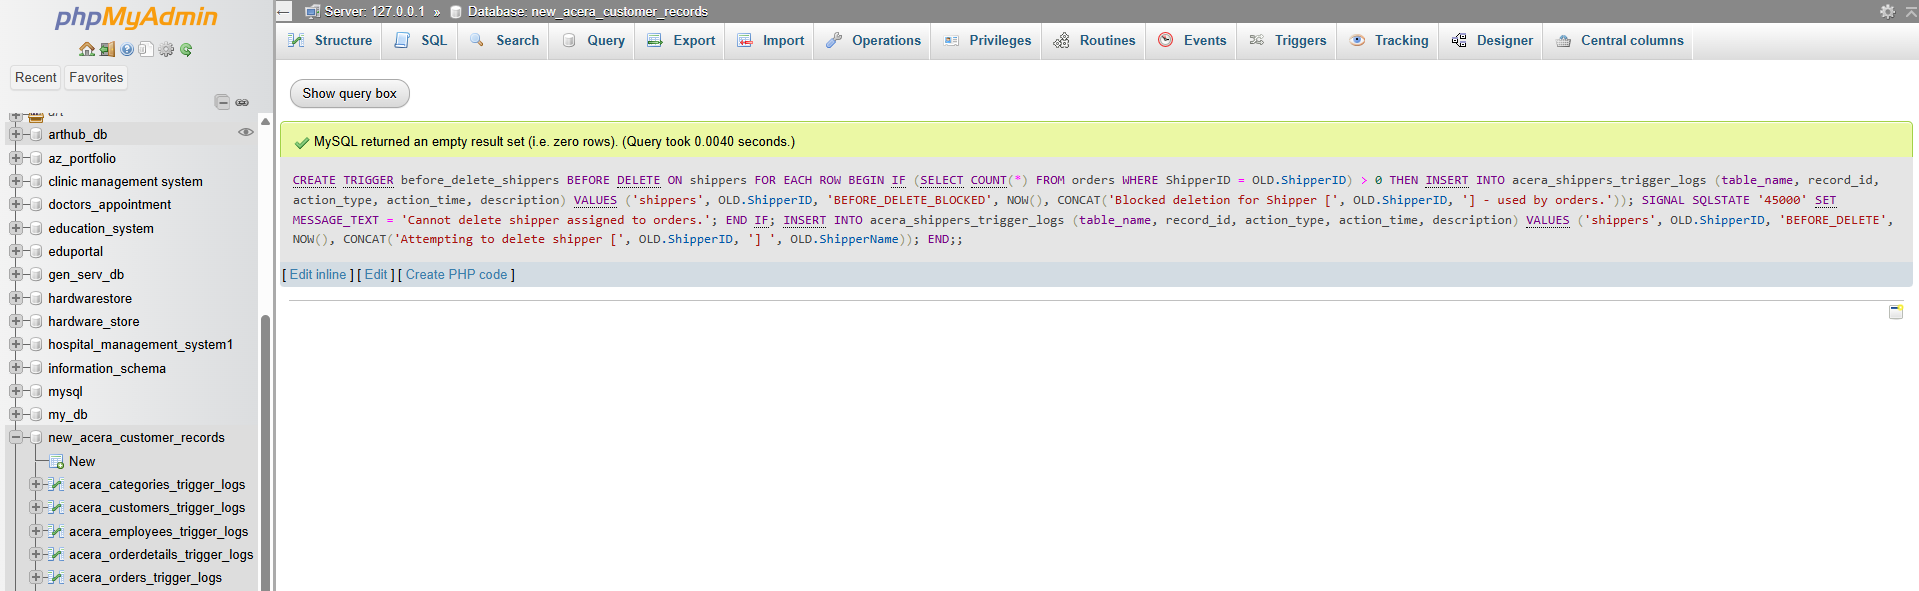 phpMyAdmin
Recent Favorites
arthub_db
az_portfolio
clinic management system
doctors_appointment
education_system
eduportal
gen_serv_db
hardwarestore
hardware_store
hospital_management_system1
information_schema
mysql
my_db
new_acera_customer_records
New
acera_categories_trigger_logs
acera_customers_trigger_logs
acera_employees_trigger_logs
acera_orderdetails_trigger_logs
acera_orders_trigger_logs
Server: 127.0.0.1 » Database: new_acera_customer_records
Structure SQL Search Query Export Import Operations Privileges Routines Events Triggers Tracking Designer Central columns
Show query box
MySQL returned an empty result set (i.e. zero rows). (Query took 0.0040 seconds.)
CREATE TRIGGER before_delete_shippers BEFORE DELETE ON shippers FOR EACH ROW BEGIN IF (SELECT COUNT(*) FROM orders WHERE ShipperID = OLD.ShipperID) > 0 THEN INSERT INTO acera_shippers_trigger_logs (table_name, record_id,
action_type, action_time, description) VALUES ('shippers', OLD.ShipperID, 'BEFORE_DELETE_BLOCKED', NOW(), CONCAT('Blocked deletion for Shipper [', OLD.ShipperID, '] - used by orders.')); SIGNAL SQLSTATE '45000' SET
MESSAGE_TEXT = 'Cannot delete shipper assigned to orders.'; END IF; INSERT INTO acera_shippers_trigger_logs (table_name, record_id, action_type, action_time, description) VALUES ('shippers', OLD.ShipperID, 'BEFORE_DELETE',
NOW(), CONCAT('Attempting to delete shipper [', OLD.ShipperID, '] ', OLD.ShipperName)); END;;
[ Edit inline ] [ Edit ] [ Create PHP code ]